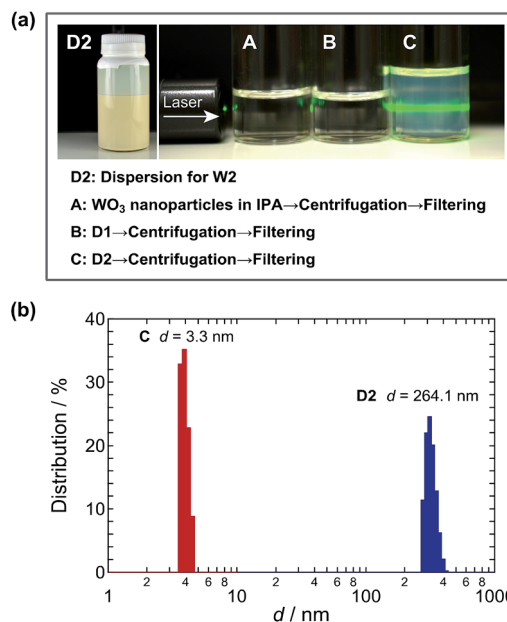 (a)
D2
A
B
C
Laser
D2: Dispersion for W2
A: WO₃ nanoparticles in IPA→Centrifugation→Filtering
B: D1→Centrifugation→Filtering
C: D2→Centrifugation→Filtering
(b)
40
C d = 3.3 nm
D2 d = 264.1 nm
30
20
10
0
Distribution / %
2 4 6 8 2 4 6 8 2 4 6 8
1 10 100 1000
d / nm